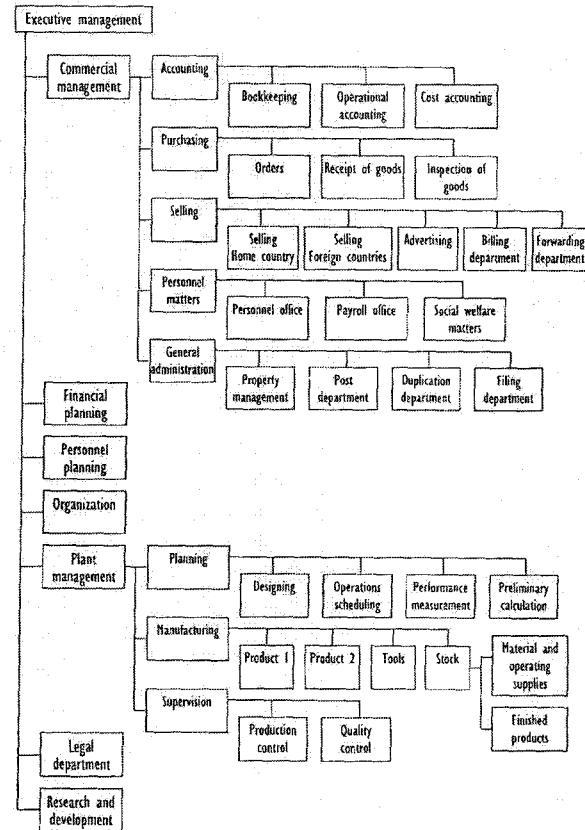 Executive management
Commercial
management
Accounting
Bookkeeping
Operational
accounting
Cost accounting
Purchasing
Orders
Receipt of goods
Inspection of
goods
Selling
Selling
Home country
Selling
Foreign countries
Advertising
Billing
department
Forwarding
department
Personnel
matters
Personnel office
Payroll office
Social welfare
matters
General
administration
Property
management
Post
department
Duplication
department
Filing
department
Financial
planning
Personnel
planning
Organization
Plant
management
Planning
Designing
Operations
scheduling
Performance
measurement
Preliminary
calculation
Manufacturing
Product 1
Product 2
Tools
Stock
Material and
operating
supplies
Finished
products
Supervision
Production
control
Quality
control
Legal
department
Research and
development